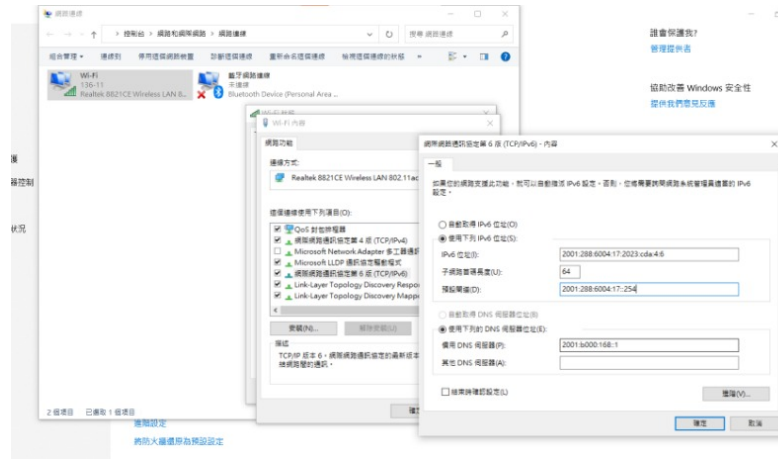 網路連線
控制台 > 網路和網際網路 > 網路連線
搜尋 網路連線
組合管理
連線到
停用這個網路裝置
診斷這個連線
重新命名這個連線
檢視這個連線的狀態
Wi-Fi
136-11
Realtek 8821CE Wireless LAN 8...
藍牙網路連線
未連線
Bluetooth Device (Personal Area ...
誰會保護我?
管理提供者
協助改善 Windows 安全性
提供我們意見反應
護
器控制
狀況
Wi-Fi 狀態
Wi-Fi 內容
網路功能
連線方式:
Realtek 8821CE Wireless LAN 802.11ac
這個連線使用下列項目(O):
QoS 封包排程器
網際網路通訊協定第 4 版 (TCP/IPv4)
Microsoft Network Adapter 多工器通訊
Microsoft LLDP 通訊協定驅動程式
網際網路通訊協定第 6 版 (TCP/IPv6)
Link-Layer Topology Discovery Respo
Link-Layer Topology Discovery Mapp
安裝(N)...
解除安裝(U)
描述
TCP/IP 版本 6。網際網路通訊協定的最新版本
接網路間的通訊。
確定
網際網路通訊協定第 6 版 (TCP/IPv6) - 內容
一般
如果您的網路支援此功能，就可以自動指派 IPv6 設定。否則，您將需要詢問網路系統管理員適當的 IPv6
設定。
自動取得 IPv6 位址(O)
使用下列 IPv6 位址(S):
IPv6 位址(I):
2001:288:6004:17:2023:cda:4:6
子網路首碼長度(U):
64
預設閘道(D):
2001:288:6004:17::254
自動取得 DNS 伺服器位址(B)
使用下列的 DNS 伺服器位址(E):
慣用 DNS 伺服器(P):
2001:b000:168::1
其他 DNS 伺服器(A):
結束時確認設定(L)
進階(V)...
確定
取消
2 個項目
已選取 1 個項目
進階設定
將防火牆還原為預設設定